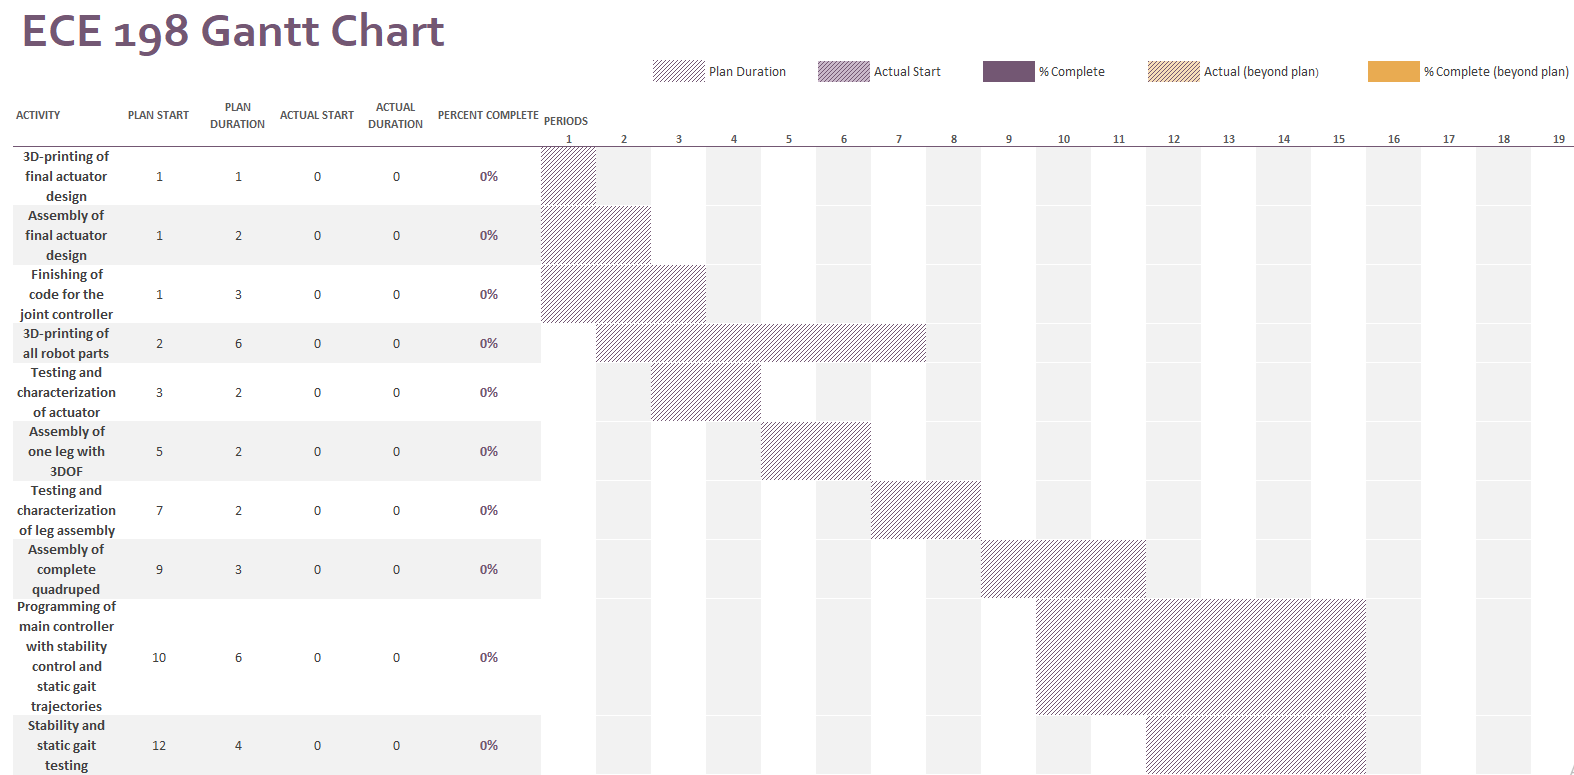 ECE 198 Gantt Chart
Plan Duration Actual Start % Complete Actual (beyond plan) % Complete (beyond plan)
ACTIVITY PLAN START PLAN DURATION ACTUAL START ACTUAL DURATION PERCENT COMPLETE PERIODS
1 2 3 4 5 6 7 8 9 10 11 12 13 14 15 16 17 18 19
3D-printing of
final actuator
design
1 1 0 0 0%
Assembly of
final actuator
design
1 2 0 0 0%
Finishing of
code for the
joint controller
1 3 0 0 0%
3D-printing of
all robot parts
2 6 0 0 0%
Testing and
characterization
of actuator
3 2 0 0 0%
Assembly of
one leg with
3DOF
5 2 0 0 0%
Testing and
characterization
of leg assembly
7 2 0 0 0%
Assembly of
complete
quadruped
9 3 0 0 0%
Programming of
main controller
with stability
control and
static gait
trajectories
10 6 0 0 0%
Stability and
static gait
testing
12 4 0 0 0%